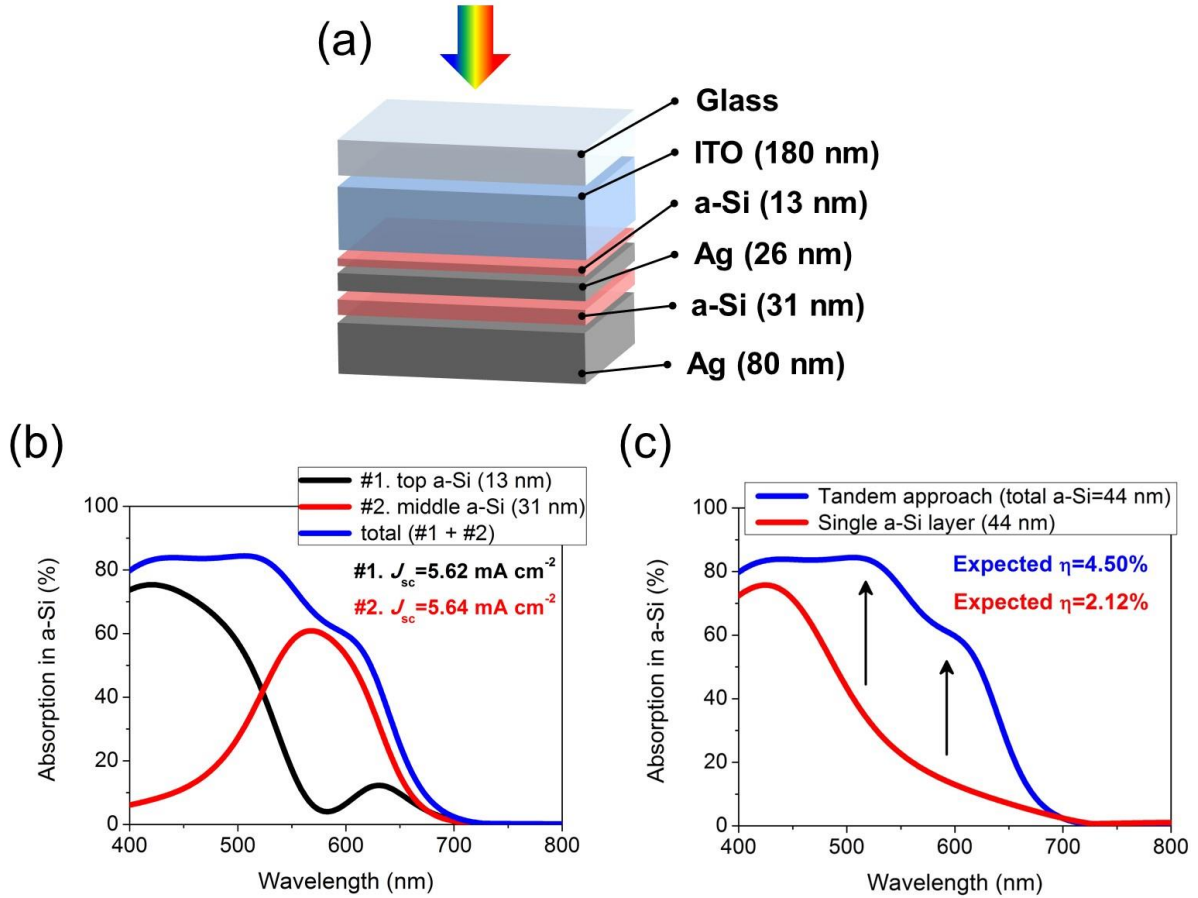 (a)
Glass
ITO (180 nm)
a-Si (13 nm)
Ag (26 nm)
a-Si (31 nm)
Ag (80 nm)
(b)
#1. top a-Si (13 nm)
#2. middle a-Si (31 nm)
total (#1 + #2)
#1. Jsc=5.62 mA cm-2
#2. Jsc=5.64 mA cm-2
Absorption in a-Si (%)
100
80
60
40
20
0
400 500 600 700 800
Wavelength (nm)
(c)
Tandem approach (total a-Si=44 nm)
Single a-Si layer (44 nm)
Expected η=4.50%
Expected η=2.12%
Absorption in a-Si (%)
100
80
60
40
20
0
400 500 600 700 800
Wavelength (nm)